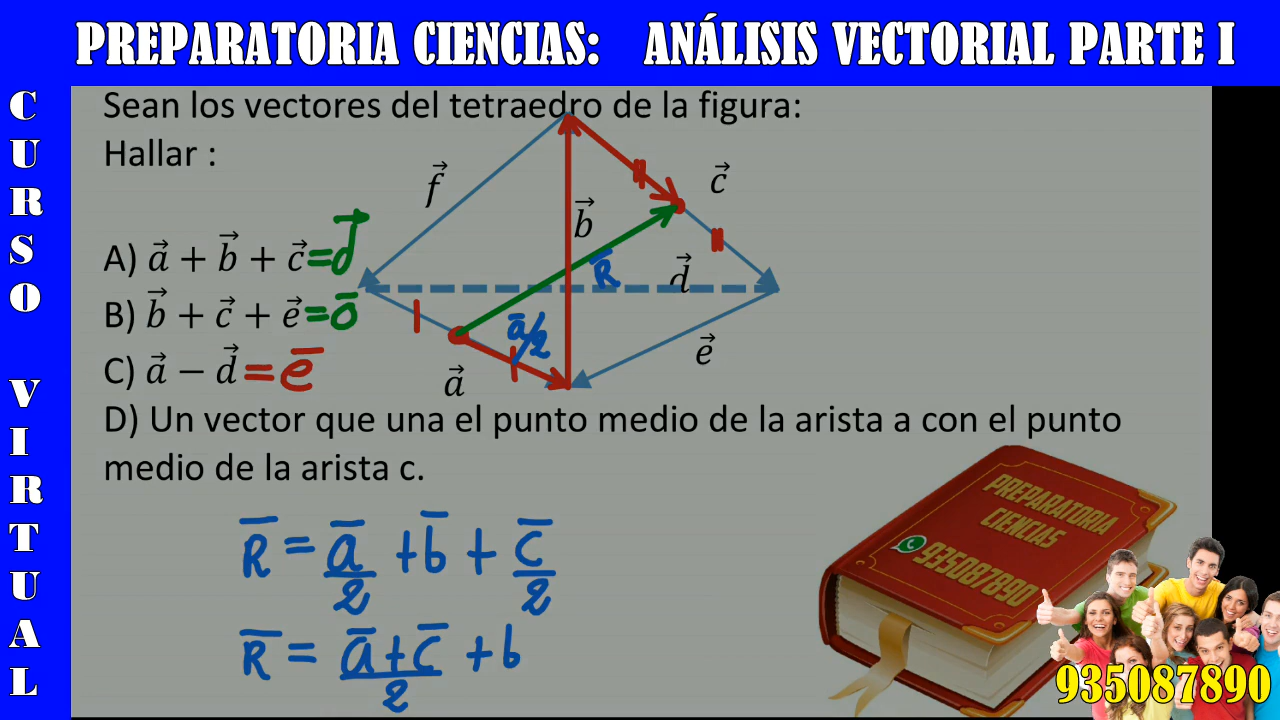 PREPARATORIA CIENCIAS: ANÁLISIS VECTORIAL PARTE I
CURSO VIRTUAL
Sean los vectores del tetraedro de la figura:
Hallar :
A) a⃗ + b⃗ + c⃗ = d⃗
B) b⃗ + c⃗ + e⃗ = o̅
C) a⃗ − d⃗ = e̅
f⃗
c⃗
b⃗
R̅
d⃗
a̅/2
a⃗
e⃗
D) Un vector que una el punto medio de la arista a con el punto
medio de la arista c.
R̅ = a̅/2 + b̅ + c̅/2
R̅ = (a̅ + c̅)/2 + b
PREPARATORIA
CIENCIAS
935087890
935087890